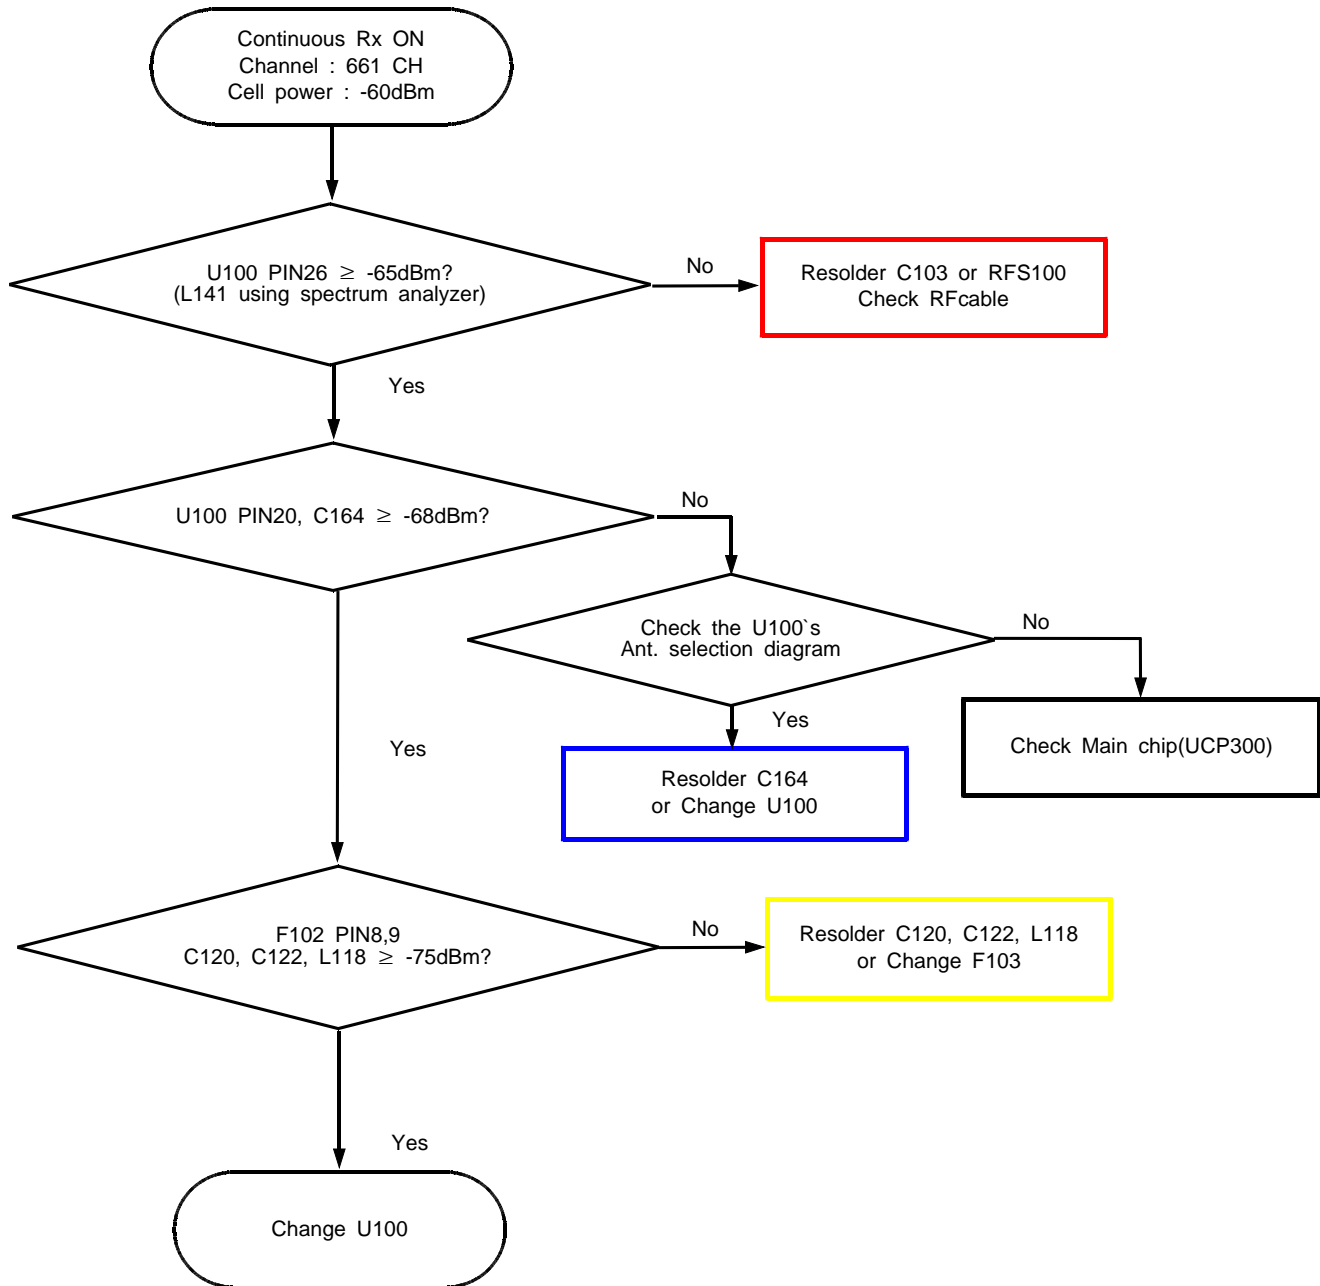 Continuous Rx ON
Channel : 661 CH
Cell power : -60dBm
U100 PIN26 ≥ -65dBm?
(L141 using spectrum analyzer)
No
Resolder C103 or RFS100
Check RFcable
Yes
U100 PIN20, C164 ≥ -68dBm?
No
Check the U100`s
Ant. selection diagram
No
Check Main chip(UCP300)
Yes
Resolder C164
or Change U100
Yes
F102 PIN8,9
C120, C122, L118 ≥ -75dBm?
No
Resolder C120, C122, L118
or Change F103
Yes
Change U100